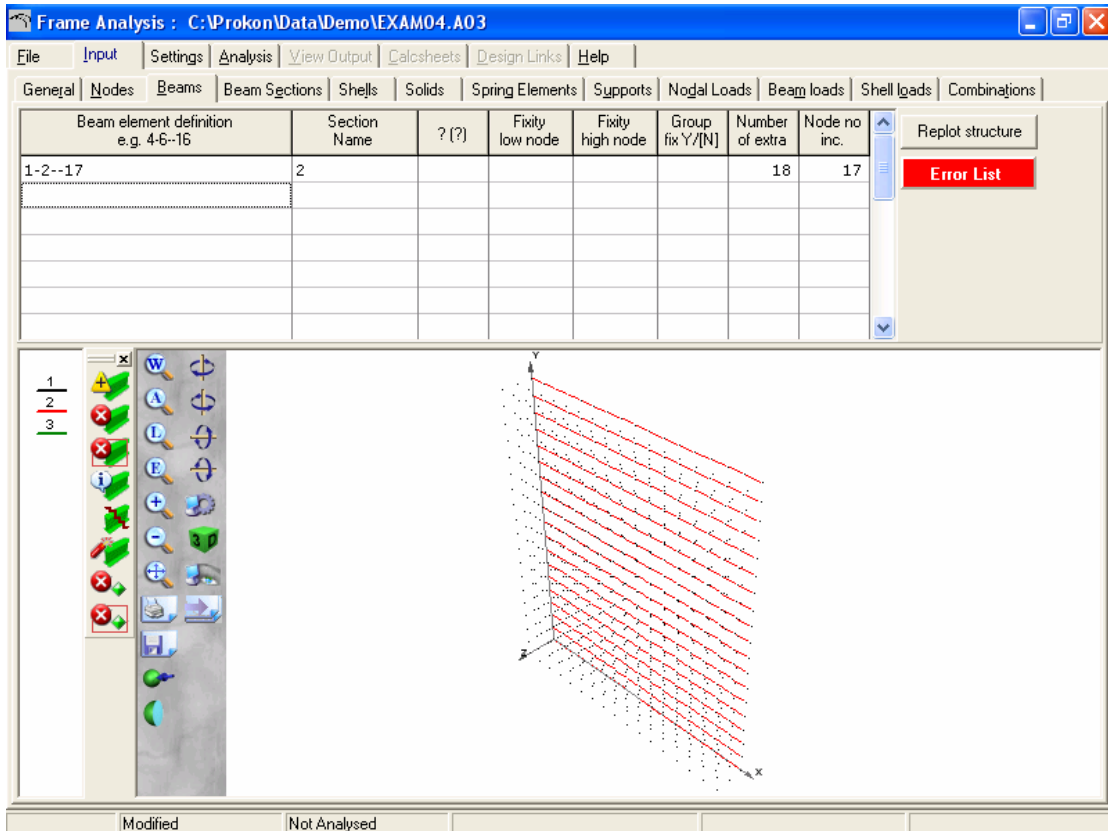 Frame Analysis : C:\Prokon\Data\Demo\EXAM04.A03
File Input Settings Analysis View Output Calcsheets Design Links Help
General Nodes Beams Beam Sections Shells Solids Spring Elements Supports Nodal Loads Beam loads Shell loads Combinations
Beam element definition e.g. 4-6--16 Section Name ? (?) Fixity low node Fixity high node Group fix Y/[N] Number of extra Node no inc. Replot structure
1-2--17 2 18 17 Error List
1
2
3
W
A
L
E
3 D
Y
Z
X
Modified Not Analysed